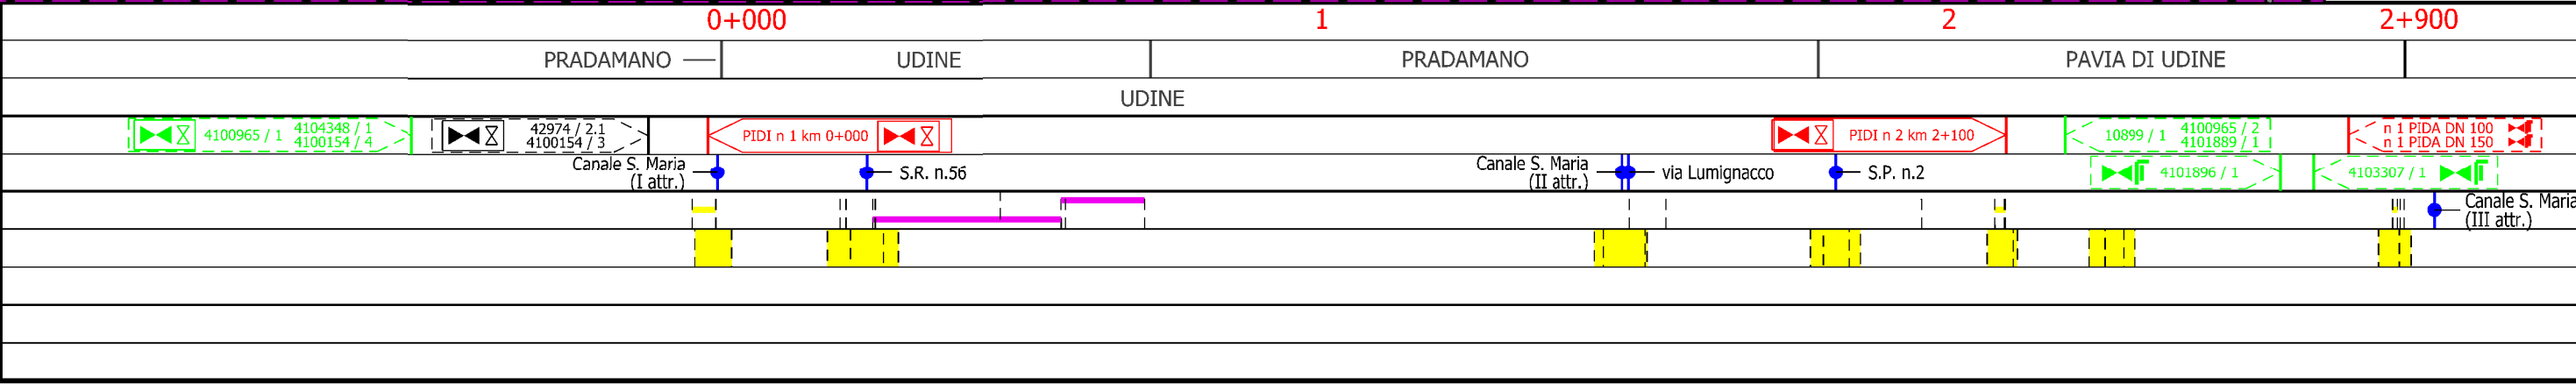 0+000 1 2 2+900
PRADAMANO UDINE PRADAMANO PAVIA DI UDINE
UDINE
4100965 / 1 4104348 / 1
4100154 / 4
42974 / 2.1
4100154 / 3
PIDI n 1 km 0+000
PIDI n 2 km 2+100
10899 / 1 4100965 / 2
4101889 / 1
n 1 PIDA DN 100
n 1 PIDA DN 150
Canale S. Maria
(I attr.)
S.R. n.56
Canale S. Maria
(II attr.)
via Lumignacco
S.P. n.2
4101896 / 1
4103307 / 1
Canale S. Maria
(III attr.)